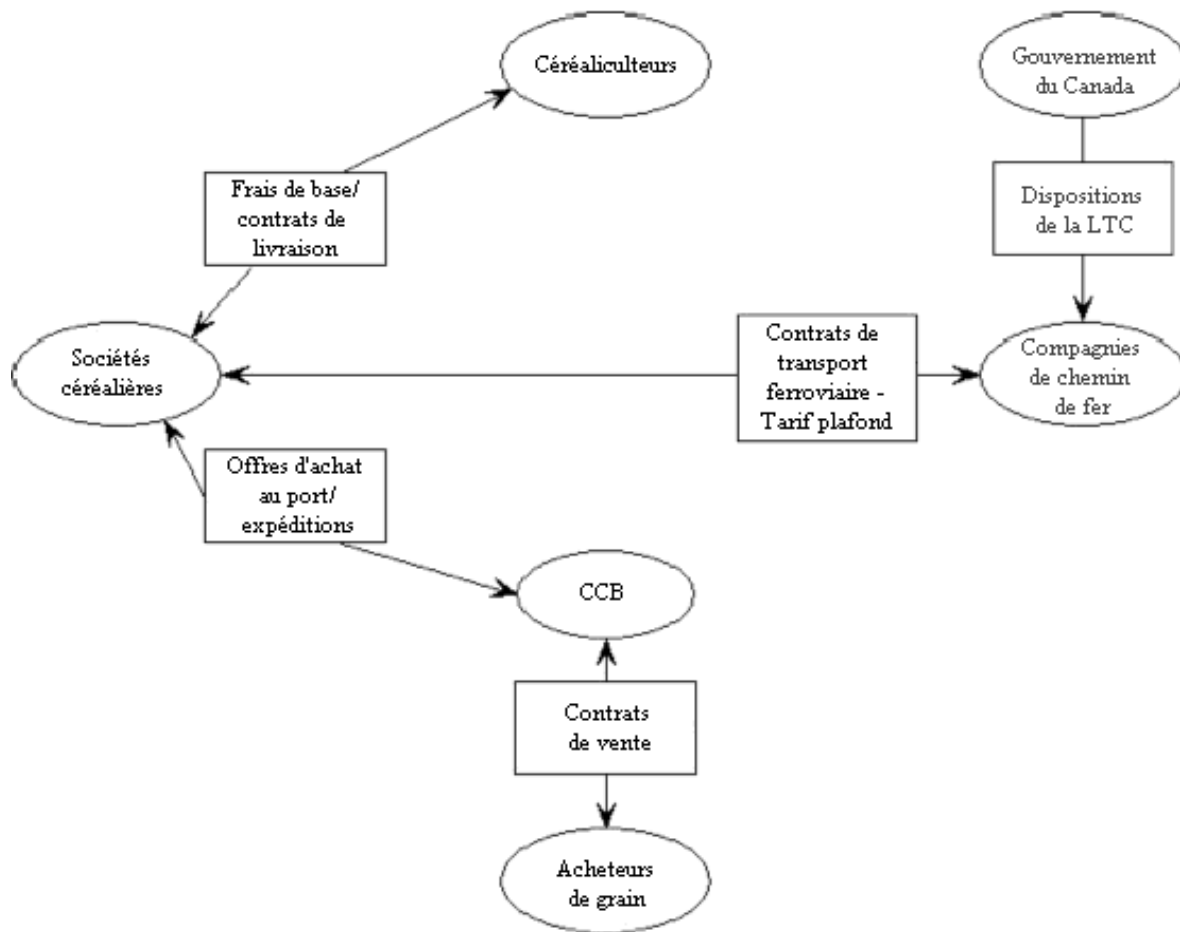 Céréaliculteurs
Gouvernement
du Canada
Frais de base/
contrats de
livraison
Dispositions
de la LTC
Sociétés
céréalières
Contrats de
transport
ferroviaire -
Tarif plafond
Compagnies
de chemin
de fer
Offres d'achat
au port/
expéditions
CCB
Contrats
de vente
Acheteurs
de grain